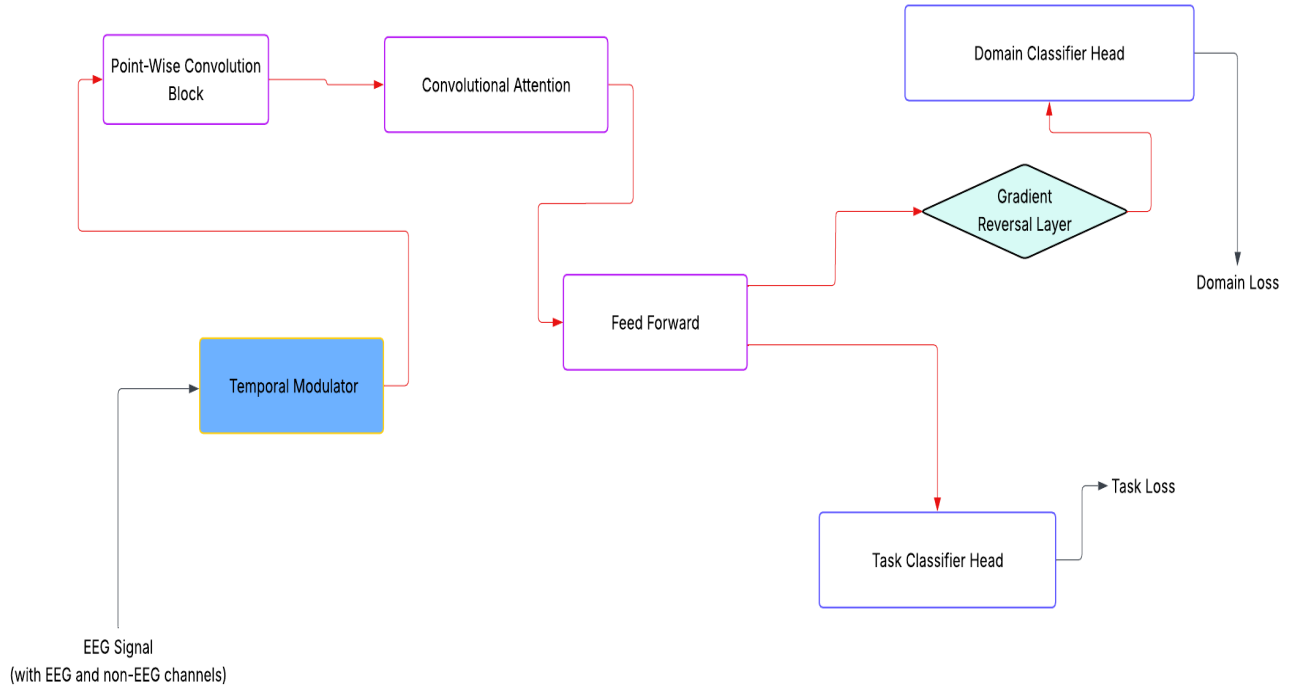 Point-Wise Convolution
Block
Convolutional Attention
Domain Classifier Head
Gradient
Reversal Layer
Domain Loss
Feed Forward
Temporal Modulator
Task Loss
Task Classifier Head
EEG Signal
(with EEG and non-EEG channels)